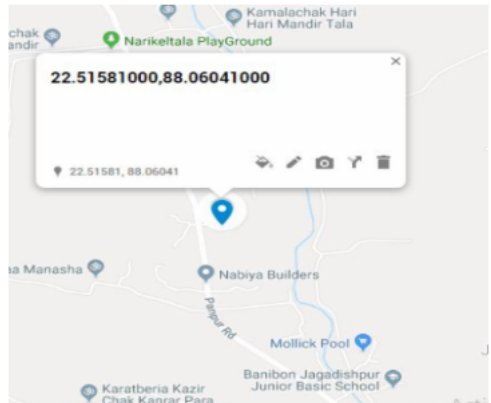 Kamalachak Hari
Hari Mandir Tala
chak
andir
Narikeltala PlayGround
22.51581000,88.06041000
22.51581, 88.06041
na Manasha
Nabiya Builders
Panpur Rd
Mollick Pool
Banibon Jagadishpur
Junior Basic School
Karatberia Kazir
Chak Kanrar Para